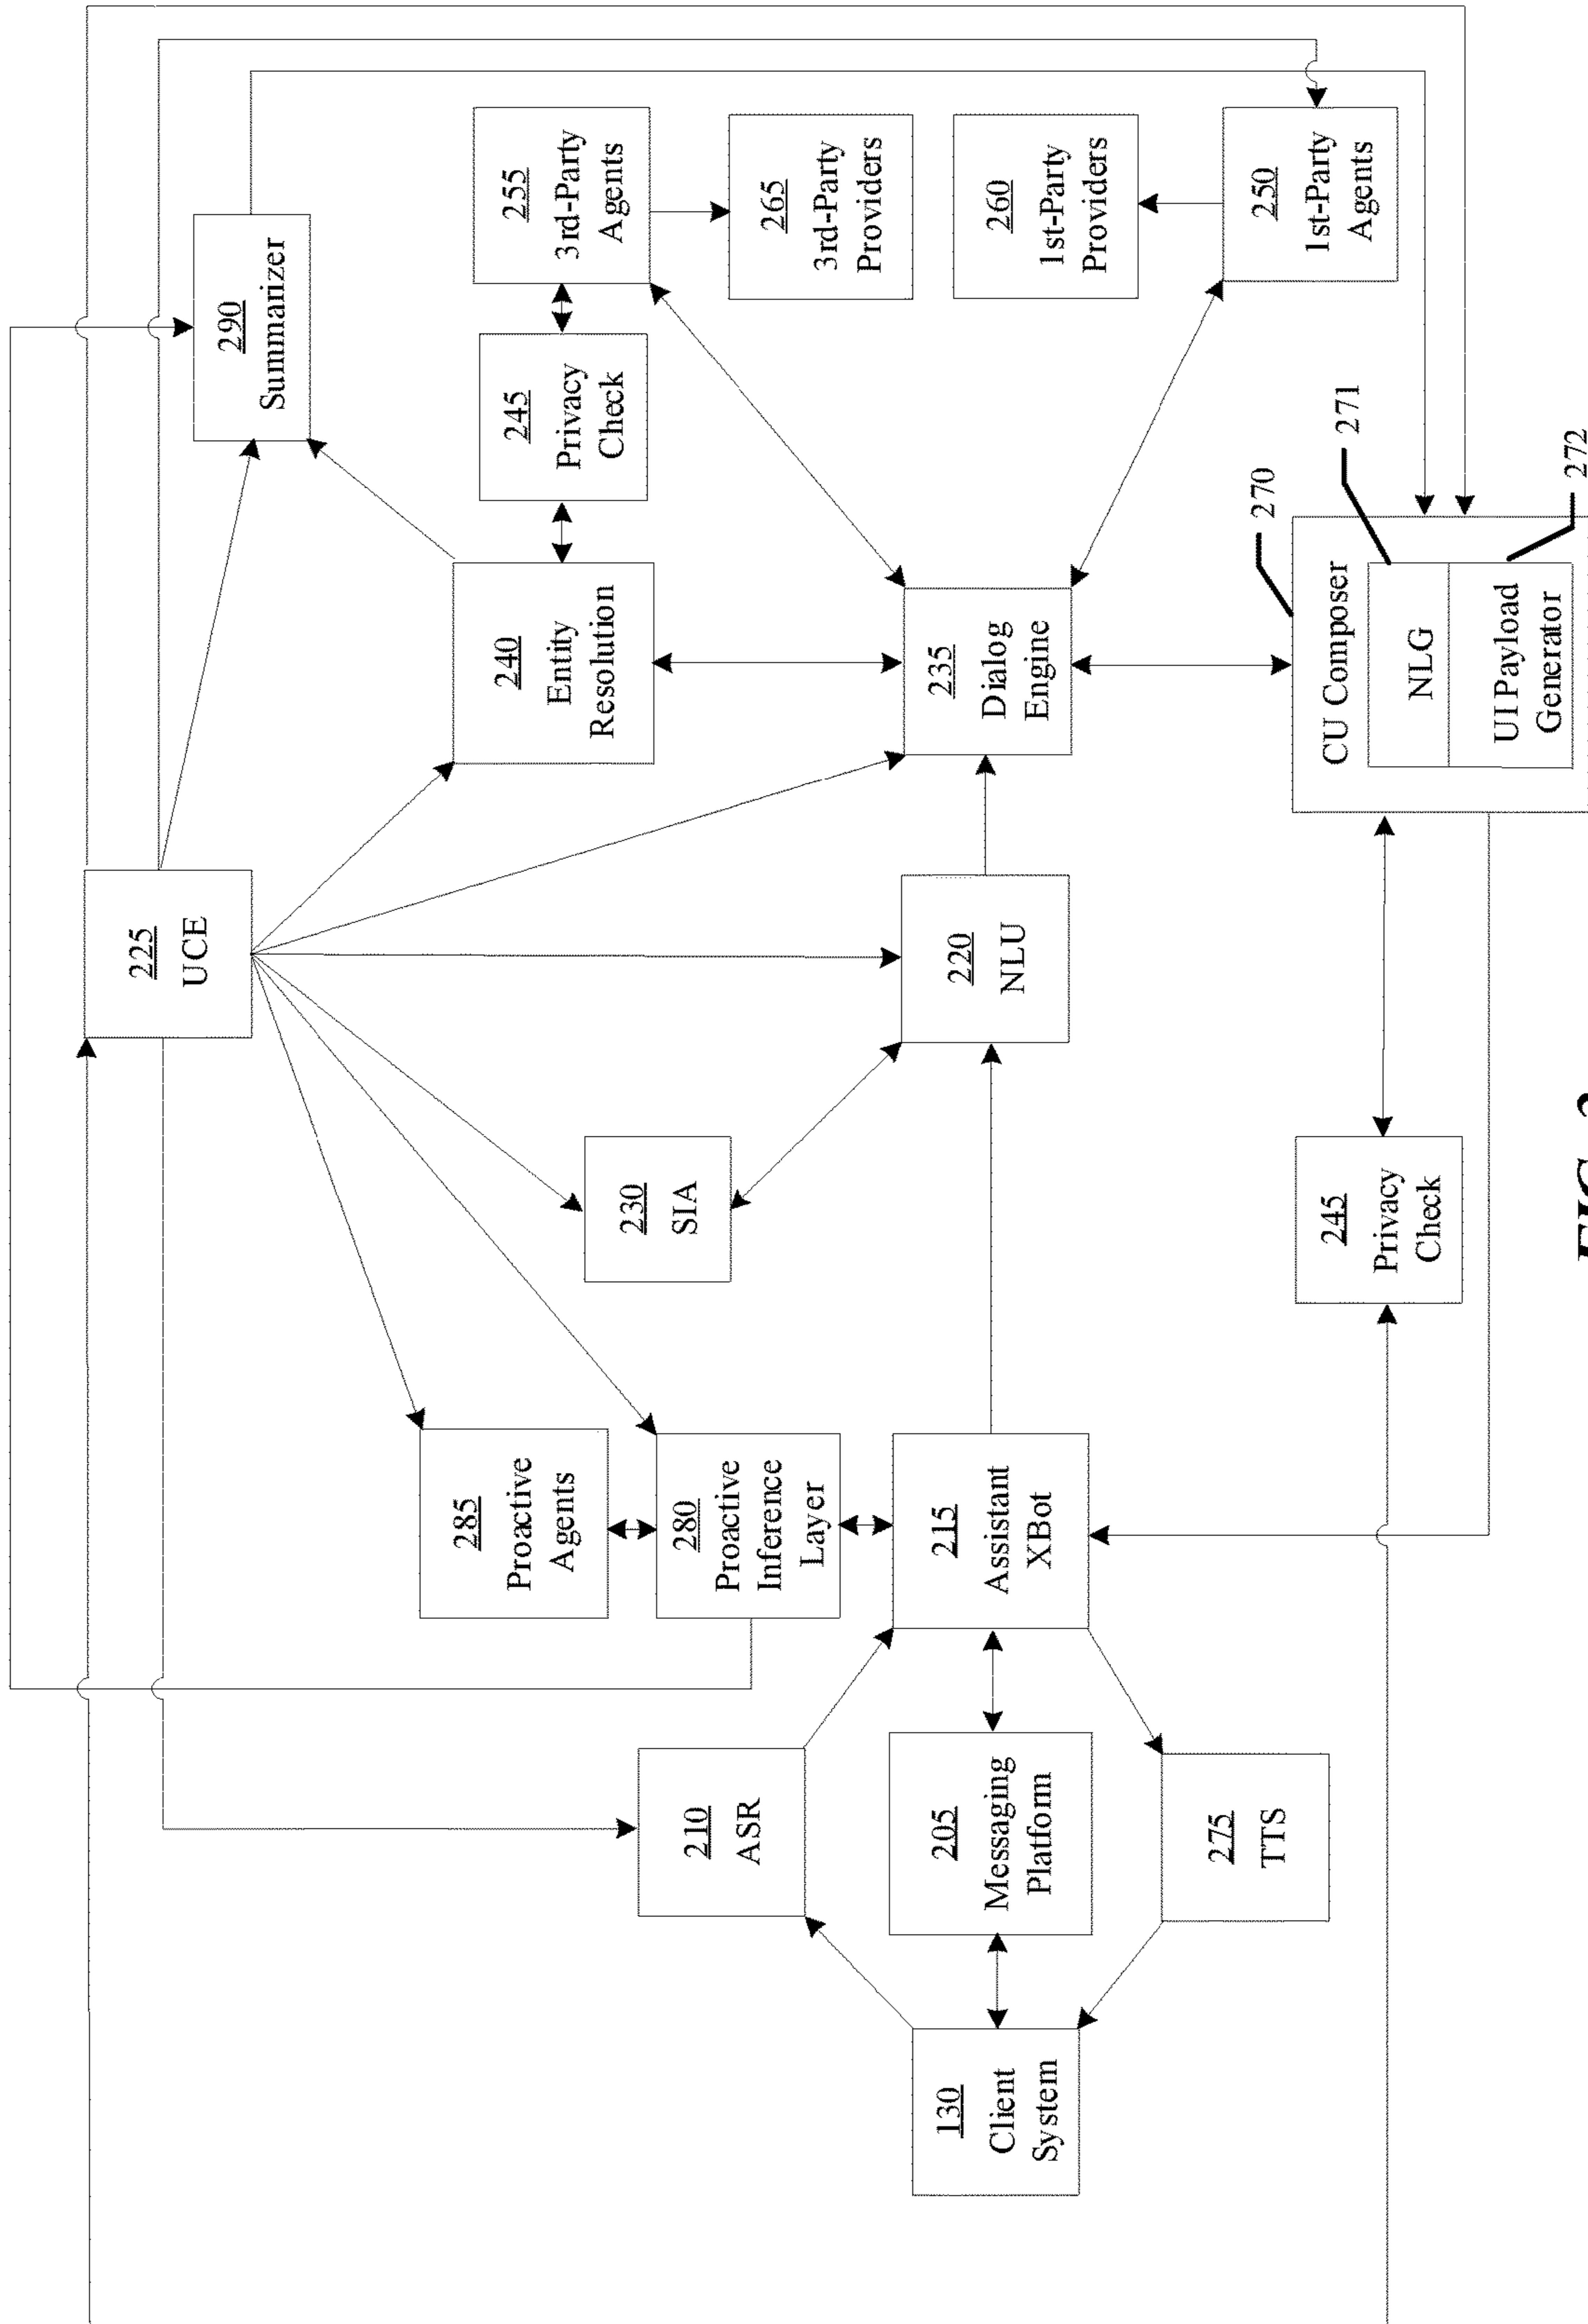 225
UCE
290
Summarizer
285
Proactive
Agents
280
Proactive
Inference
Layer
230
SIA
240
Entity
Resolution
245
Privacy
Check
255
3rd-Party
Agents
265
3rd-Party
Providers
210
ASR
130
Client
System
205
Messaging
Platform
215
Assistant
XBot
220
NLU
235
Dialog
Engine
260
1st-Party
Providers
250
1st-Party
Agents
275
TTS
245
Privacy
Check
CU Composer
270
NLG
271
UI Payload
Generator
272